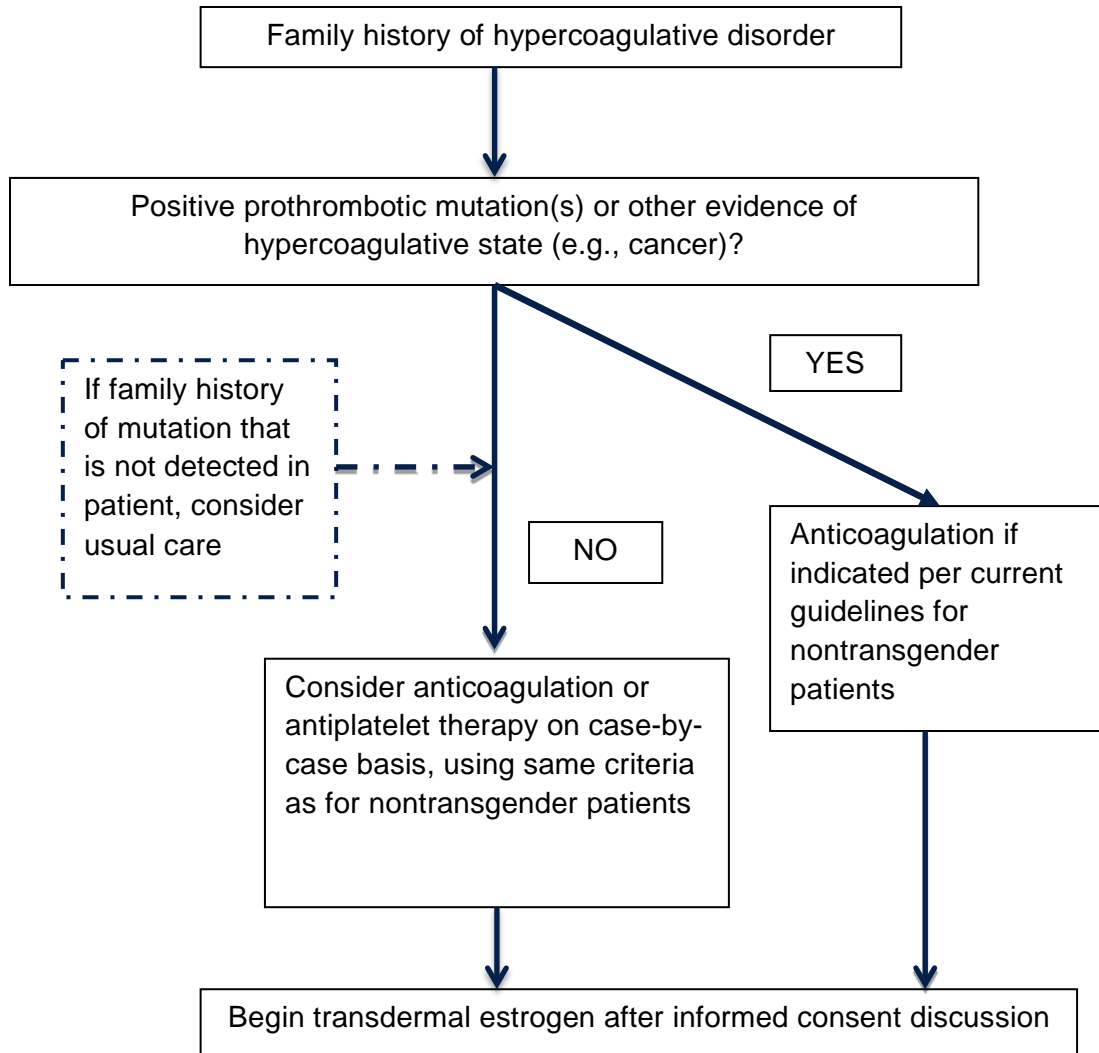 Family history of hypercoagulative disorder
Positive prothrombotic mutation(s) or other evidence of
hypercoagulative state (e.g., cancer)?
YES
If family history
of mutation that
is not detected in
patient, consider
usual care
NO
Anticoagulation if
indicated per current
guidelines for
nontransgender
patients
Consider anticoagulation or
antiplatelet therapy on case-by-
case basis, using same criteria
as for nontransgender patients
Begin transdermal estrogen after informed consent discussion